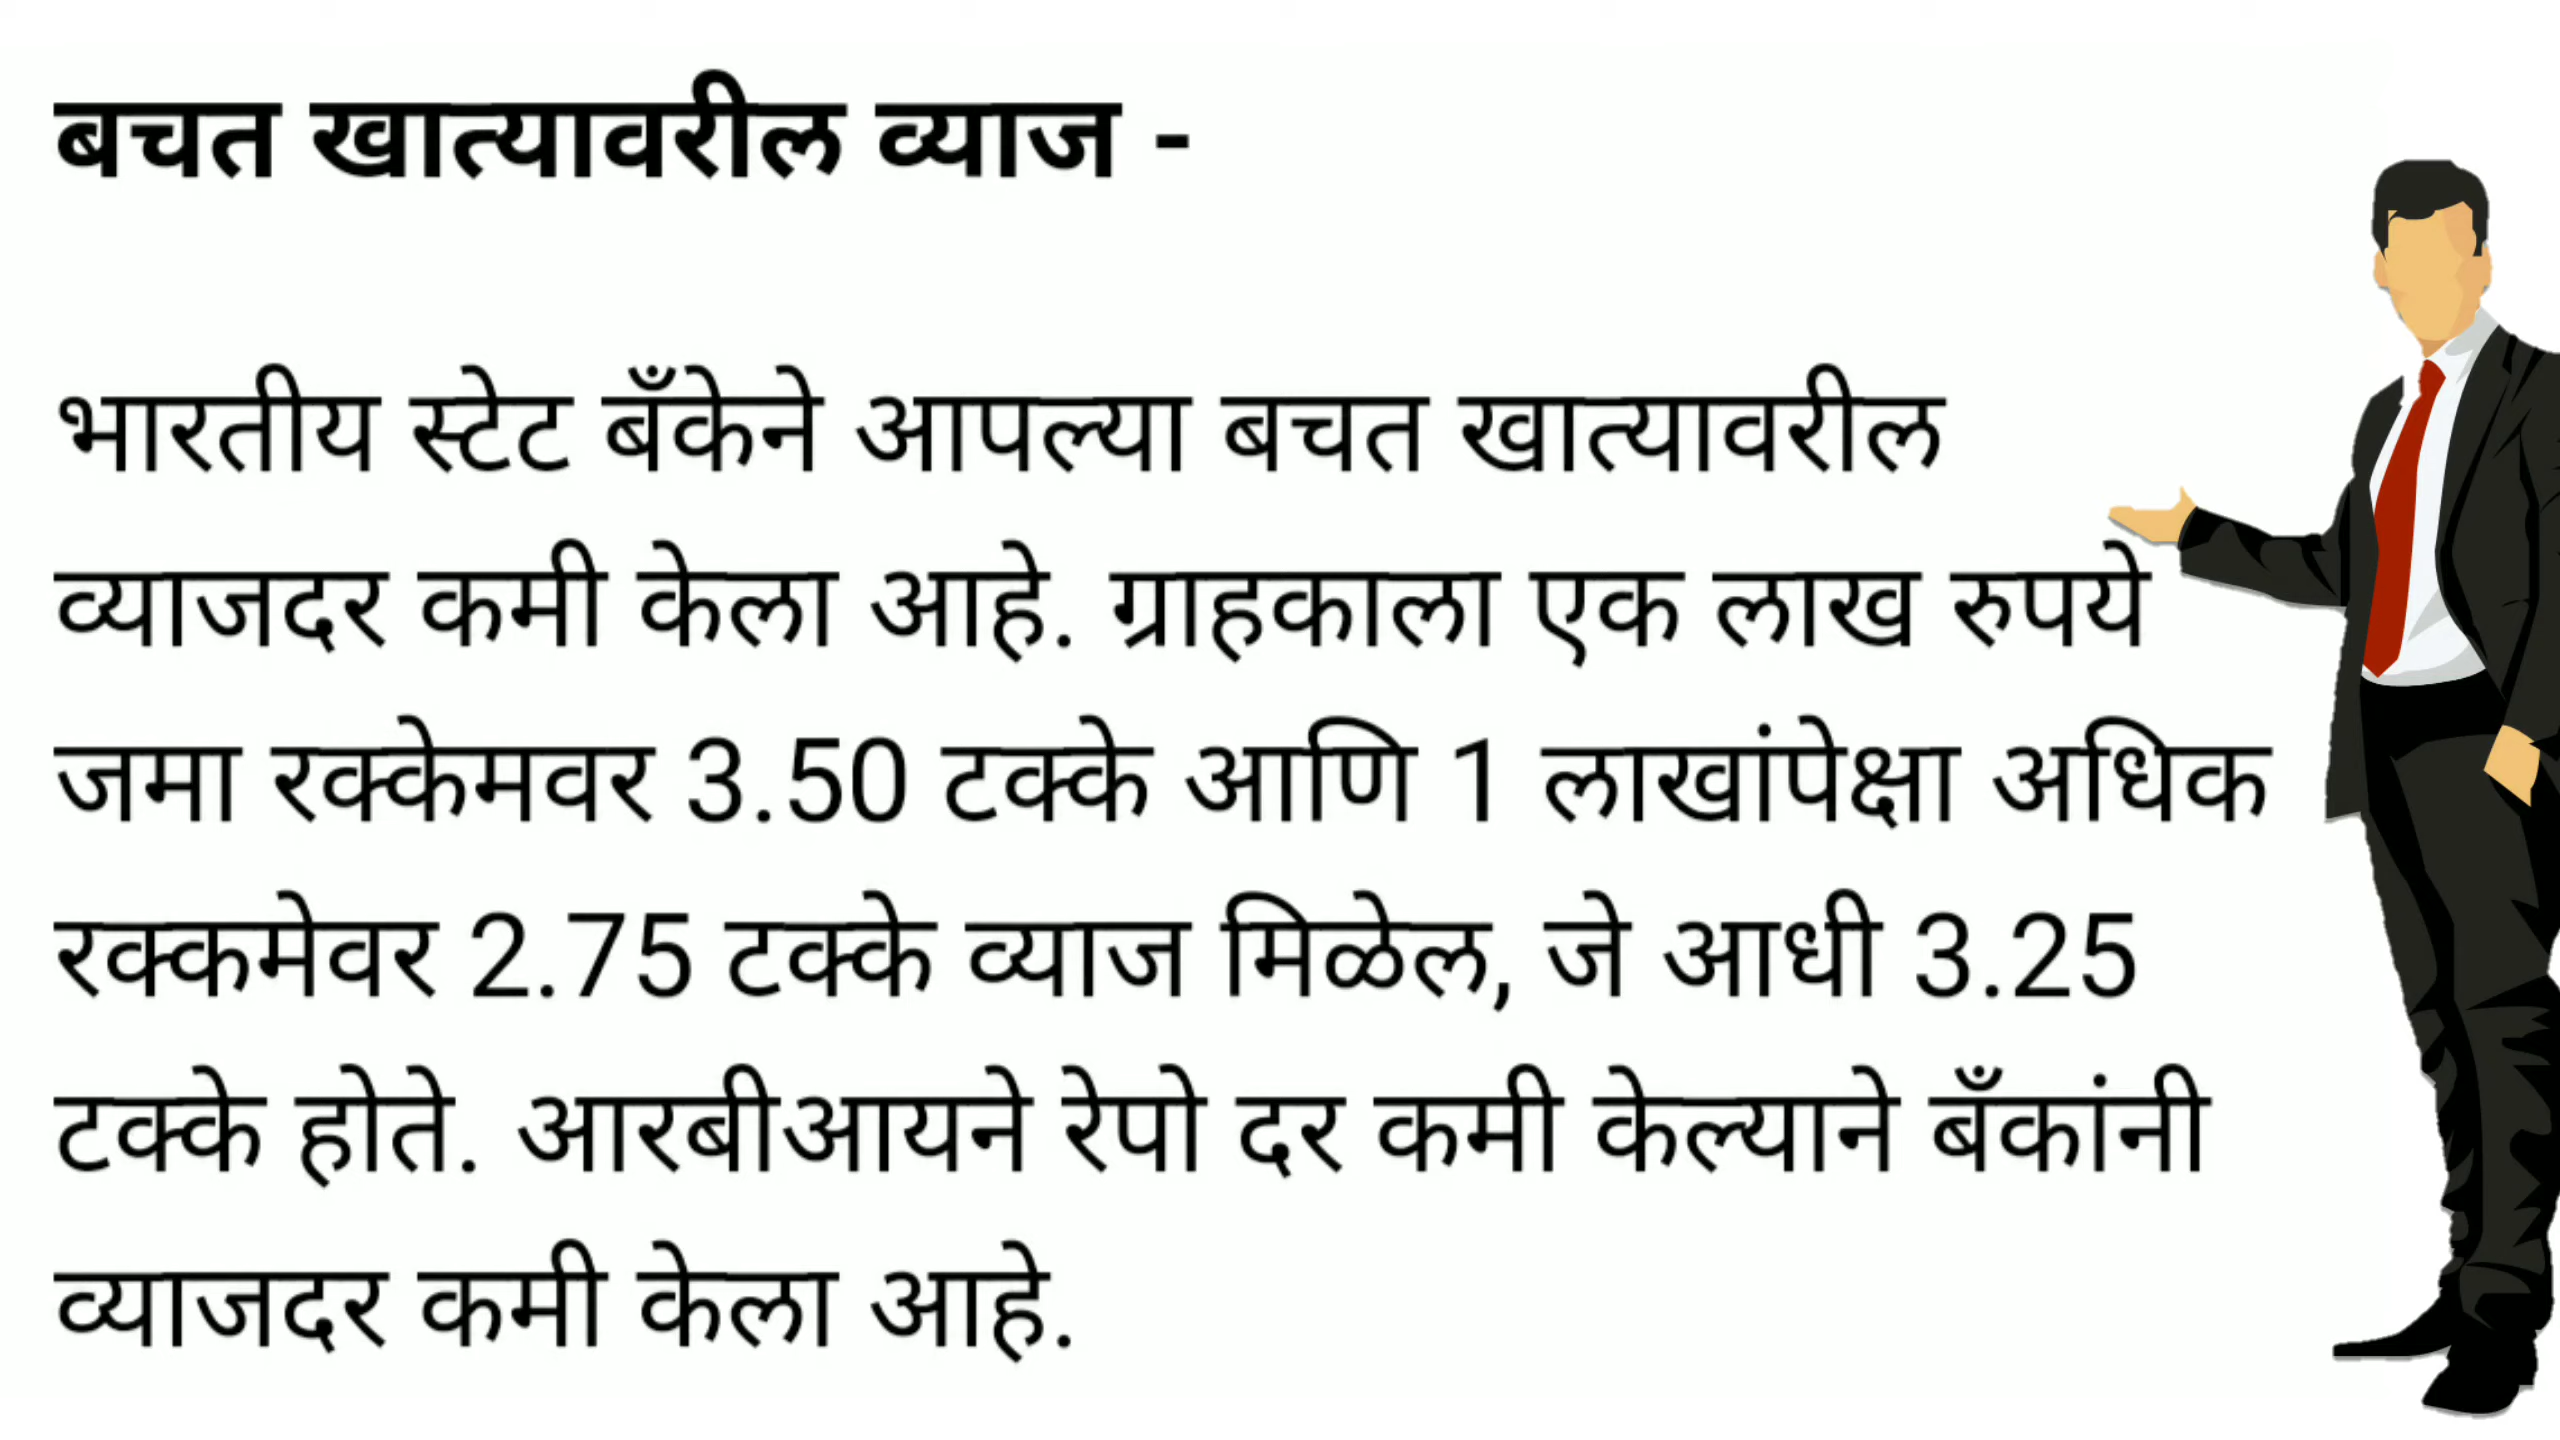 बचत खात्यावरील व्याज -
भारतीय स्टेट बँकेने आपल्या बचत खात्यावरील
व्याजदर कमी केला आहे. ग्राहकाला एक लाख रुपये
जमा रक्केमवर 3.50 टक्के आणि 1 लाखांपेक्षा अधिक
रक्कमेवर 2.75 टक्के व्याज मिळेल, जे आधी 3.25
टक्के होते. आरबीआयने रेपो दर कमी केल्याने बँकांनी
व्याजदर कमी केला आहे.